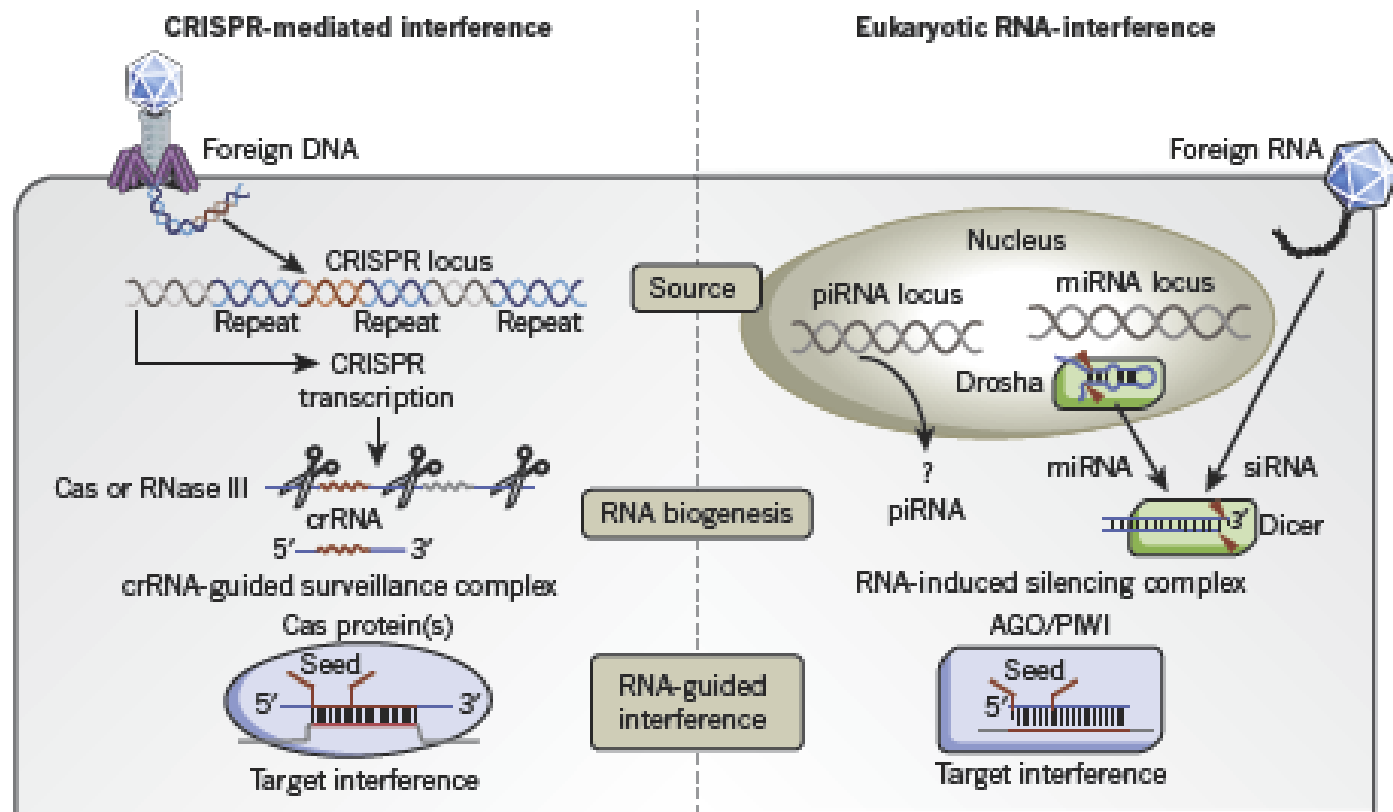 CRISPR-mediated interference
Foreign DNA
CRISPR locus
Repeat Repeat Repeat
CRISPR
transcription
Cas or RNase III
crRNA
5′ 3′
crRNA-guided surveillance complex
Cas protein(s)
Seed
5′ 3′
Target interference
Source
RNA biogenesis
RNA-guided
interference
Eukaryotic RNA-interference
Foreign RNA
Nucleus
piRNA locus
miRNA locus
Drosha
?
piRNA
miRNA
siRNA
3′
Dicer
RNA-induced silencing complex
AGO/PIWI
Seed
5′
Target interference